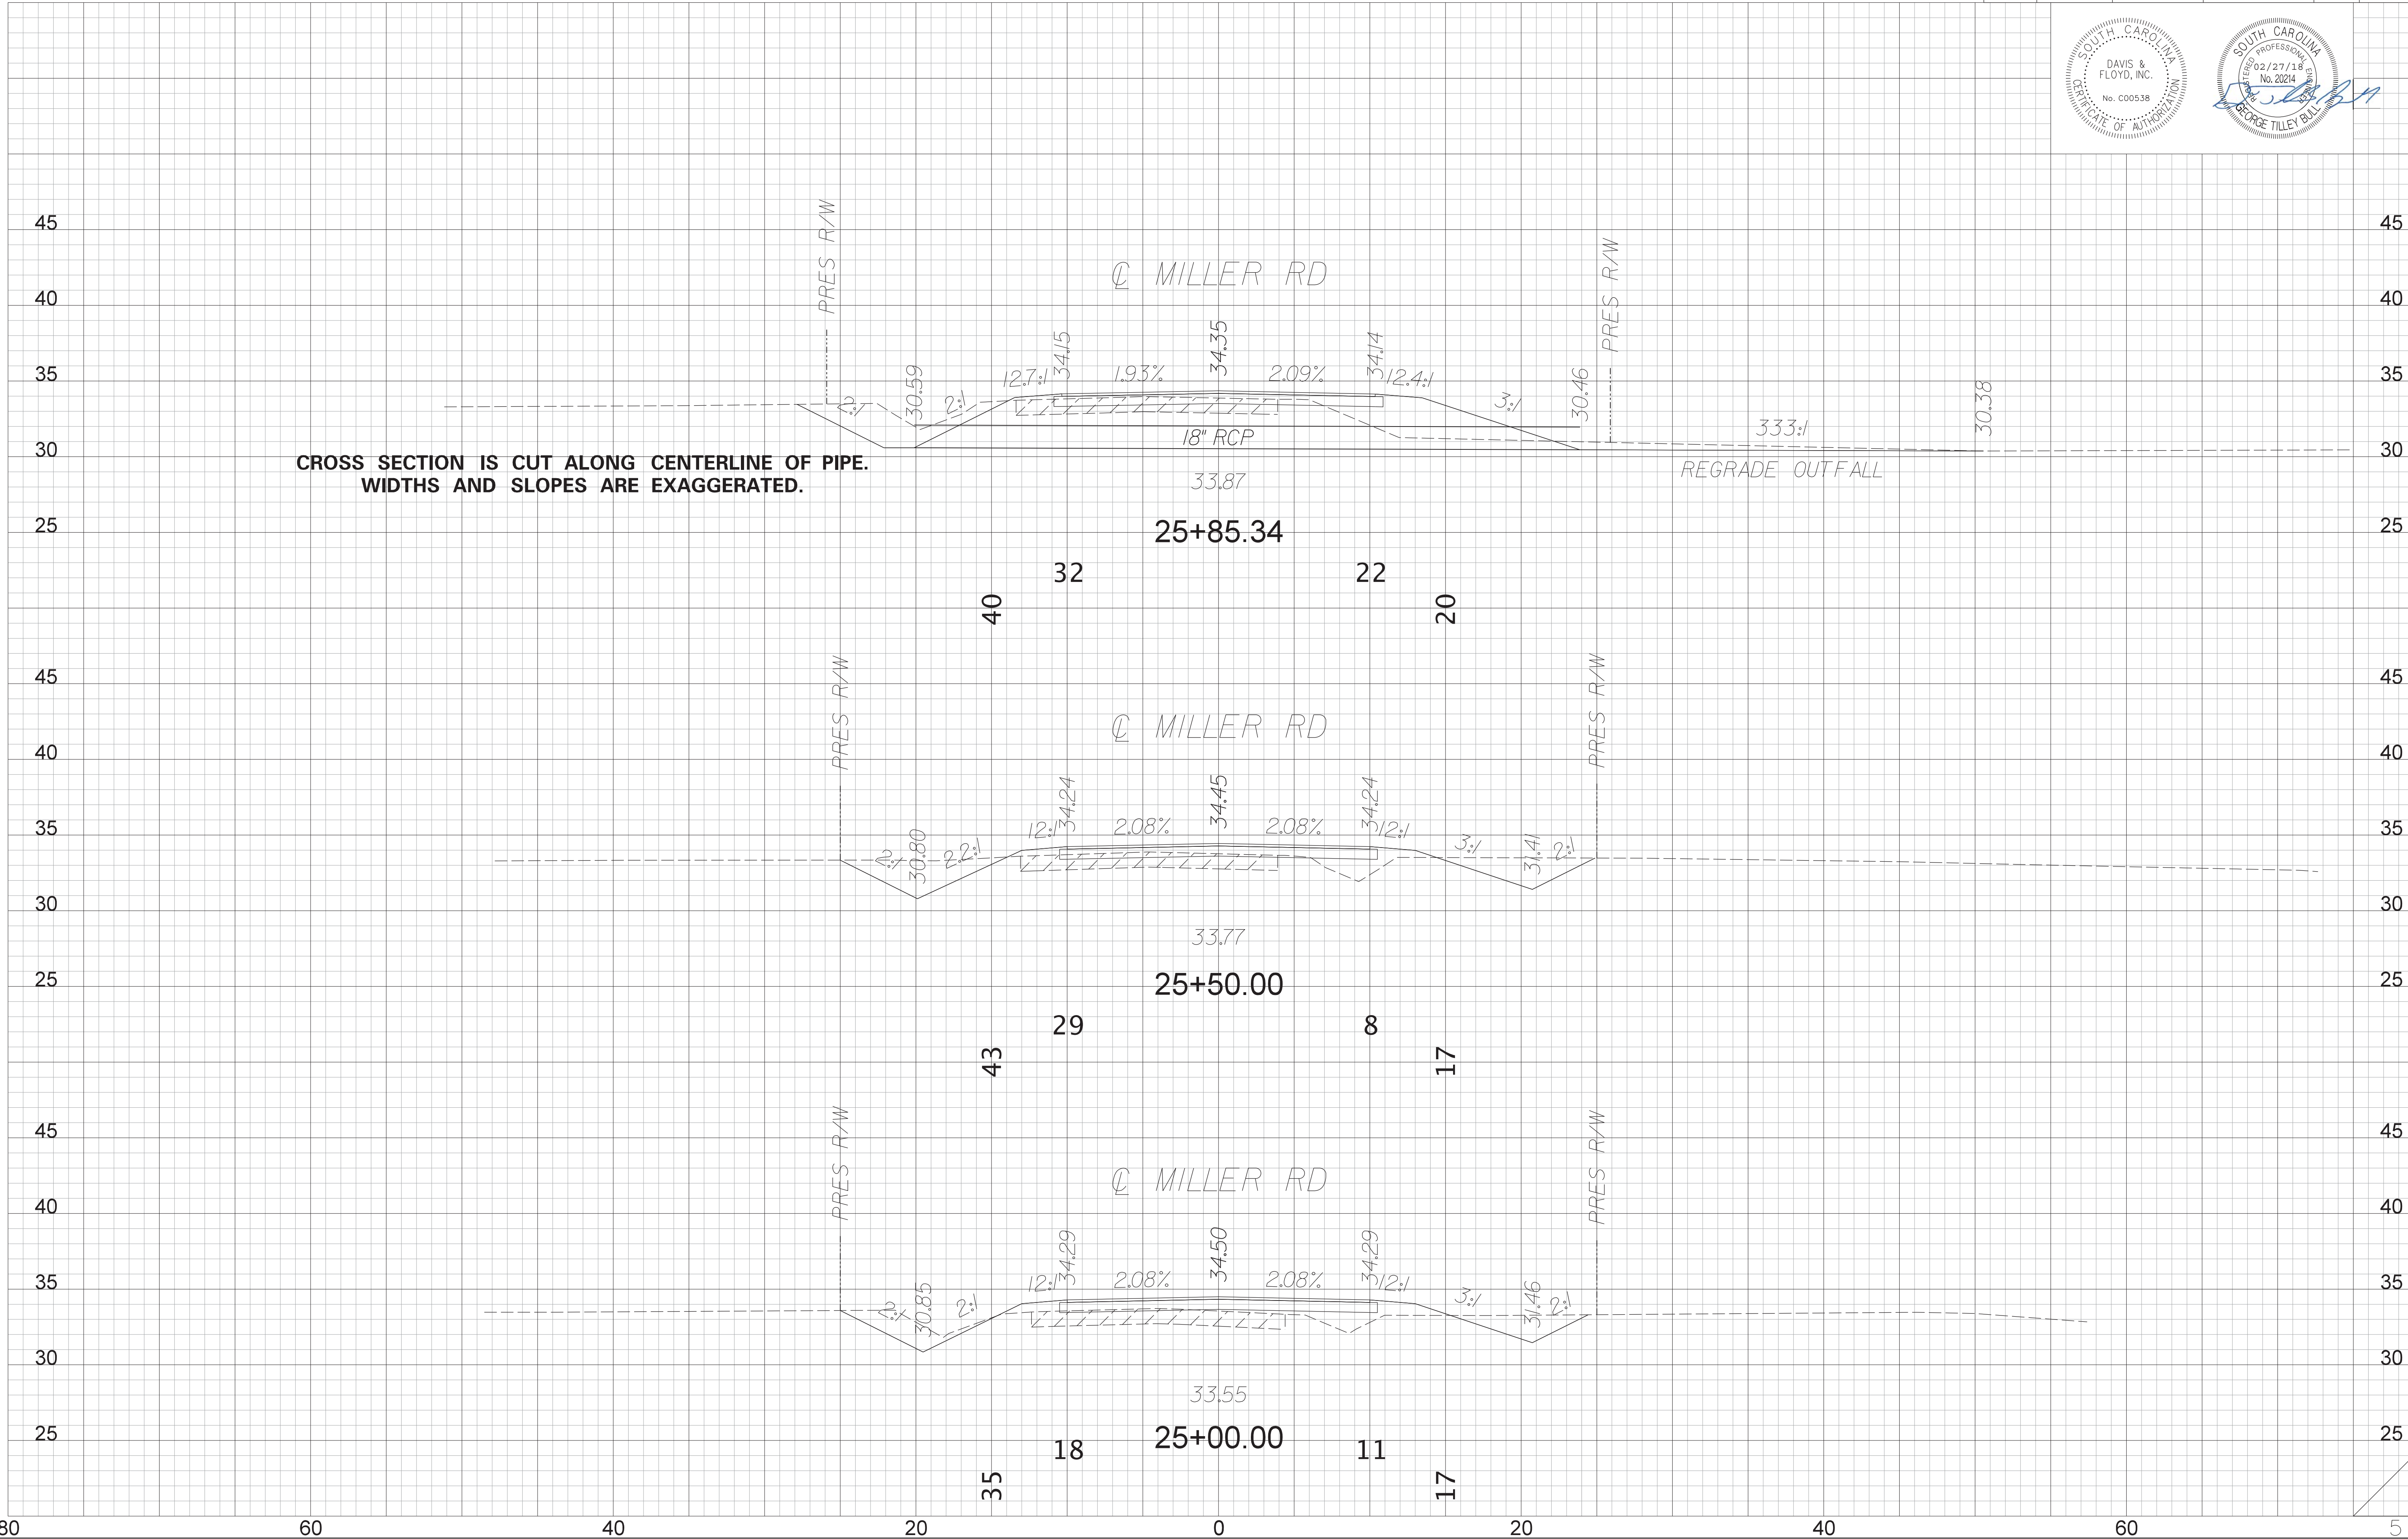 SOUTH CAROLINA
DAVIS &
FLOYD, INC.
No. C00538
CERTIFICATE OF AUTHORIZATION
SOUTH CAROLINA
REGISTERED PROFESSIONAL ENGINEER
02/27/18
No. 20214
GEORGE TILLEY BULL
45 45
40 40
35 35
30 30
25 25
PRES R/W
PRES R/W
℄ MILLER RD
2:1 30.59 2:1 12.7:1 34.15 1.93% 34.35 2.09% 34.14 12.4:1 3:1 30.46 333:1 30.38
18" RCP
REGRADE OUTFALL
CROSS SECTION IS CUT ALONG CENTERLINE OF PIPE.
WIDTHS AND SLOPES ARE EXAGGERATED.
33.87
25+85.34
32 22
40 20
45 45
40 40
35 35
30 30
25 25
PRES R/W
PRES R/W
℄ MILLER RD
2:1 30.80 2.2:1 12:1 34.24 2.08% 34.45 2.08% 34.24 12:1 3:1 31.41 2:1
33.77
25+50.00
29 8
43 17
45 45
40 40
35 35
30 30
25 25
PRES R/W
PRES R/W
℄ MILLER RD
2:1 30.85 2:1 12:1 34.29 2.08% 34.50 2.08% 34.29 12:1 3:1 31.46 2:1
33.55
25+00.00
18 11
35 17
80 60 40 20 0 20 40 60
5